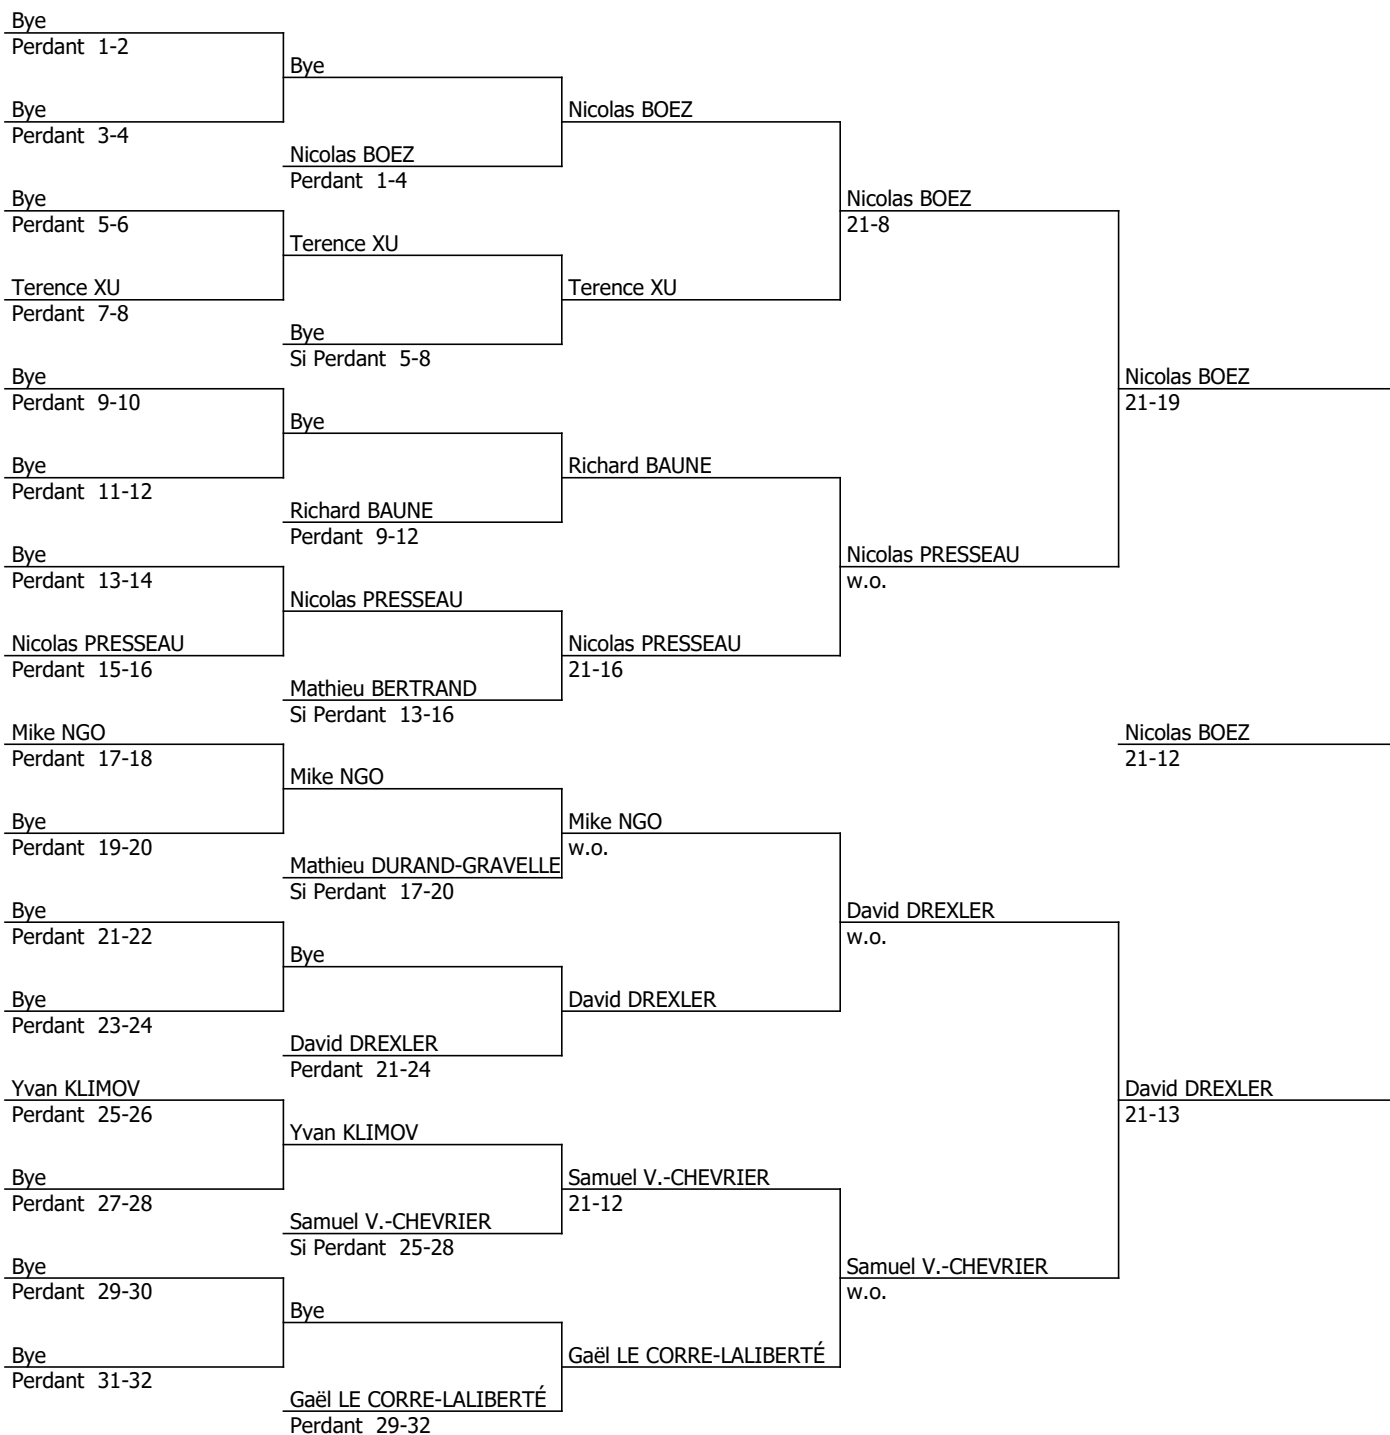 Bye
Perdant 1-2
Bye
Perdant 3-4
Bye
Perdant 5-6
Terence XU
Perdant 7-8
Bye
Perdant 9-10
Bye
Perdant 11-12
Bye
Perdant 13-14
Nicolas PRESSEAU
Perdant 15-16
Mike NGO
Perdant 17-18
Bye
Perdant 19-20
Bye
Perdant 21-22
Bye
Perdant 23-24
Yvan KLIMOV
Perdant 25-26
Bye
Perdant 27-28
Bye
Perdant 29-30
Bye
Perdant 31-32
Bye
Nicolas BOEZ
Perdant 1-4
Terence XU
Bye
Si Perdant 5-8
Bye
Richard BAUNE
Perdant 9-12
Nicolas PRESSEAU
Mathieu BERTRAND
Si Perdant 13-16
Mike NGO
Mathieu DURAND-GRAVELLE
Si Perdant 17-20
Bye
David DREXLER
Perdant 21-24
Yvan KLIMOV
Samuel V.-CHEVRIER
Si Perdant 25-28
Bye
Gaël LE CORRE-LALIBERTÉ
Perdant 29-32
Nicolas BOEZ
Terence XU
Richard BAUNE
Nicolas PRESSEAU
21-16
Mike NGO
w.o.
David DREXLER
Samuel V.-CHEVRIER
21-12
Gaël LE CORRE-LALIBERTÉ
Nicolas BOEZ
21-8
Nicolas PRESSEAU
w.o.
David DREXLER
w.o.
Samuel V.-CHEVRIER
w.o.
Nicolas BOEZ
21-19
Nicolas BOEZ
21-12
David DREXLER
21-13